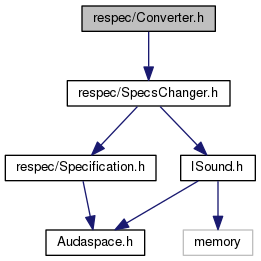 respec/Converter.h
respec/SpecsChanger.h
respec/Specification.h
ISound.h
Audaspace.h
memory